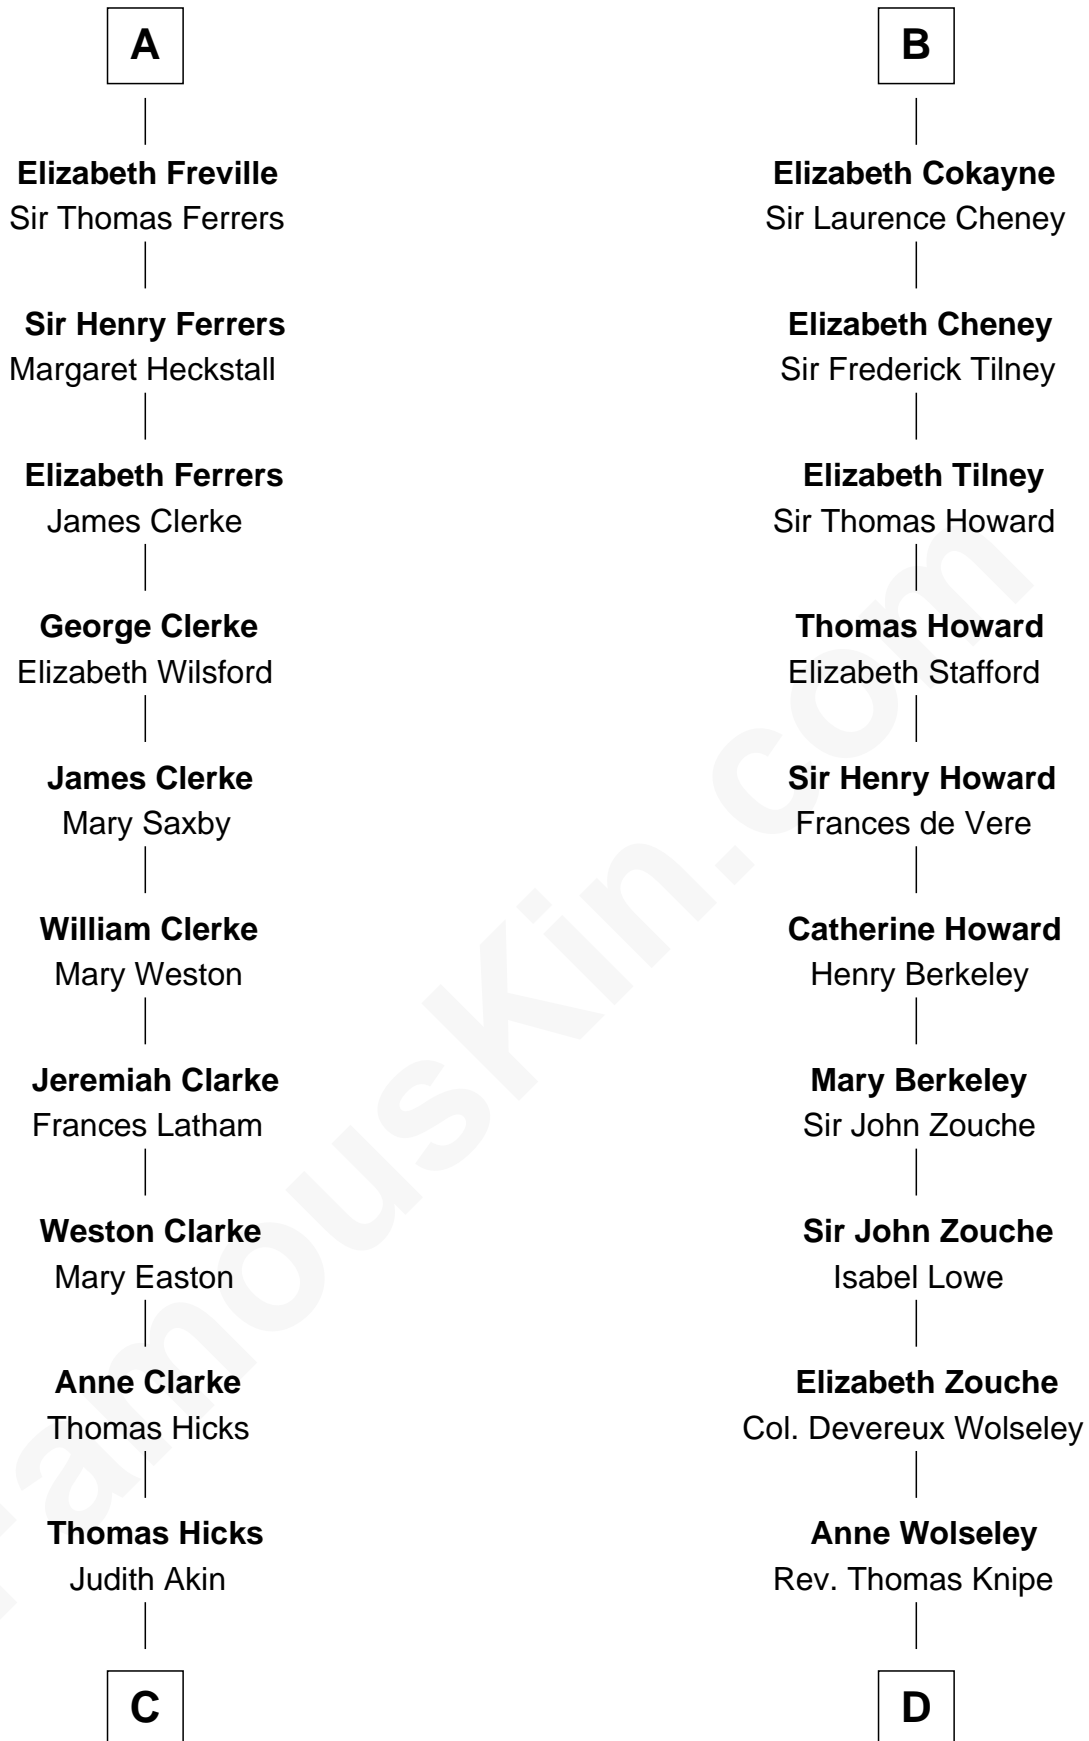 A
Elizabeth Freville
Sir Thomas Ferrers
Sir Henry Ferrers
Margaret Heckstall
Elizabeth Ferrers
James Clerke
George Clerke
Elizabeth Wilsford
James Clerke
Mary Saxby
William Clerke
Mary Weston
Jeremiah Clarke
Frances Latham
Weston Clarke
Mary Easton
Anne Clarke
Thomas Hicks
Thomas Hicks
Judith Akin
C
B
Elizabeth Cokayne
Sir Laurence Cheney
Elizabeth Cheney
Sir Frederick Tilney
Elizabeth Tilney
Sir Thomas Howard
Thomas Howard
Elizabeth Stafford
Sir Henry Howard
Frances de Vere
Catherine Howard
Henry Berkeley
Mary Berkeley
Sir John Zouche
Sir John Zouche
Isabel Lowe
Elizabeth Zouche
Col. Devereux Wolseley
Anne Wolseley
Rev. Thomas Knipe
D
FamousKin.com